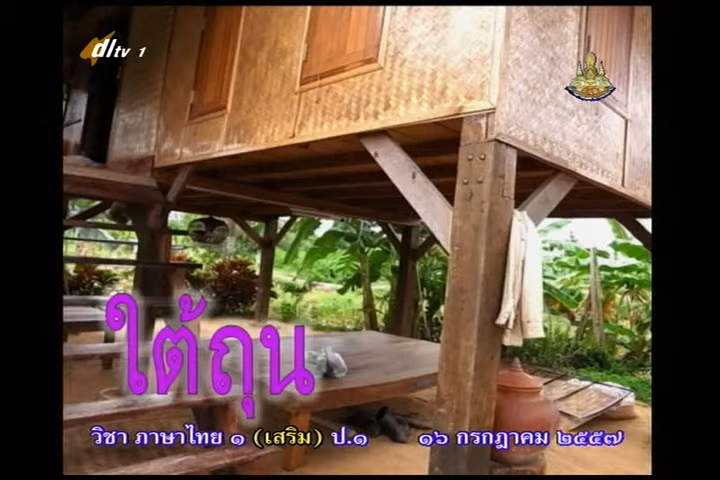 dltv 1
ใต้ถุน
วิชา ภาษาไทย ๑ (เสริม) ป.๑ ๑๖ กรกฎาคม ๒๕๕๗